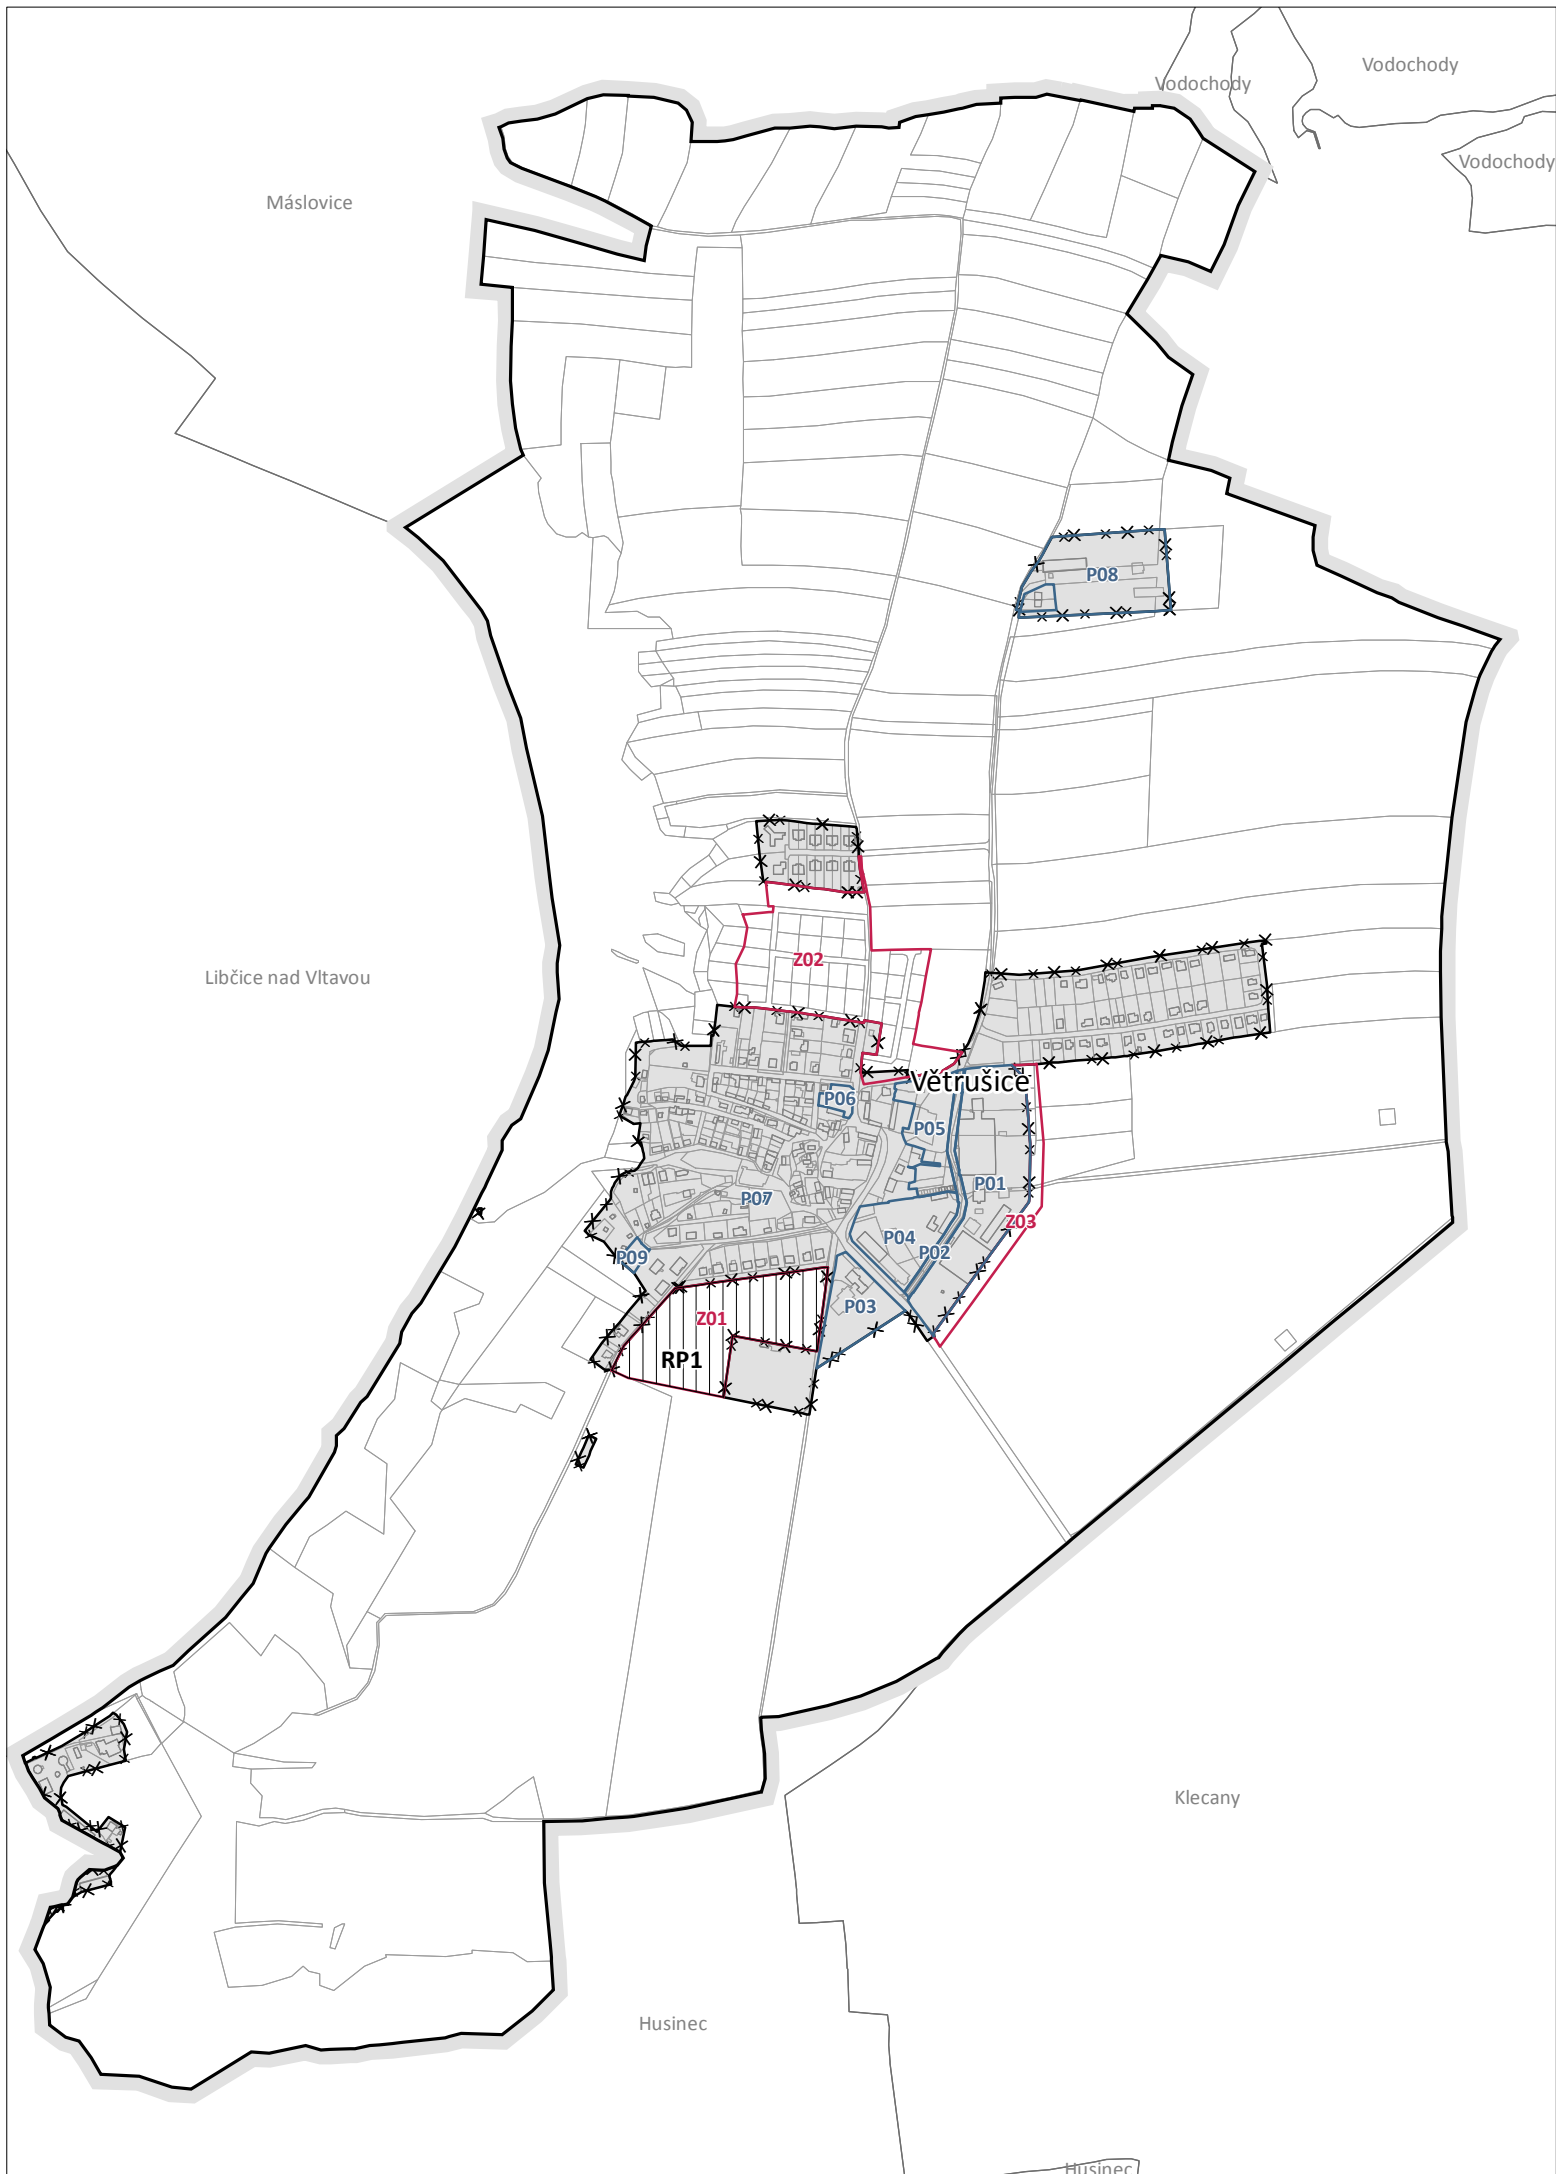 Vodochody
Vodochody
Vodochody
Máslovice
P08
Z02
Libčice nad Vltavou
Větrušice
P06
P05
P01
P07
Z03
P04
P02
P09
P03
Z01
RP1
Klecany
Husinec
Husinec